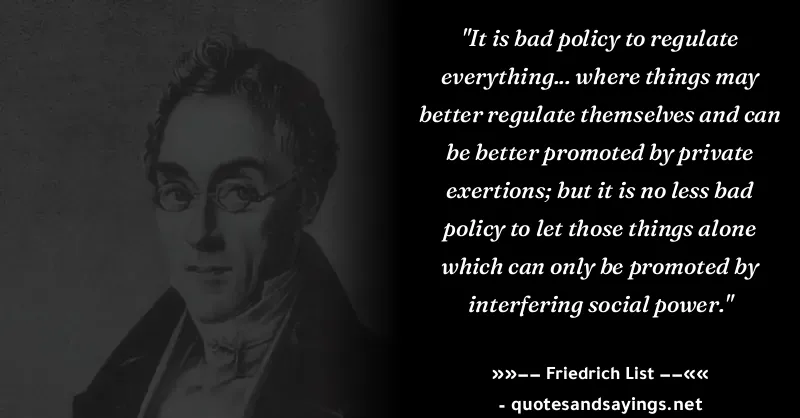 "It is bad policy to regulate
everything... where things may
better regulate themselves and can
be better promoted by private
exertions; but it is no less bad
policy to let those things alone
which can only be promoted by
interfering social power."
»»−− Friedrich List −−««
- quotesandsayings.net